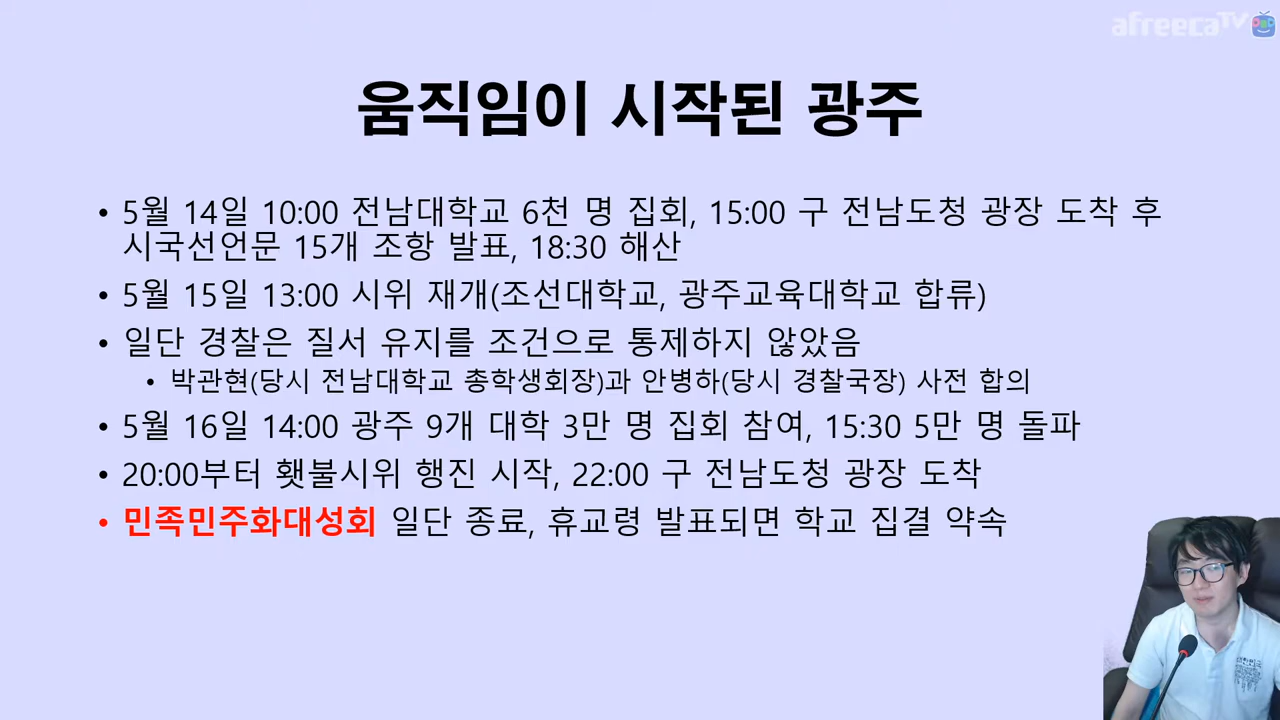 afreecaTV
움직임이 시작된 광주
• 5월 14일 10:00 전남대학교 6천 명 집회, 15:00 구 전남도청 광장 도착 후
시국선언문 15개 조항 발표, 18:30 해산
• 5월 15일 13:00 시위 재개(조선대학교, 광주교육대학교 합류)
• 일단 경찰은 질서 유지를 조건으로 통제하지 않았음
• 박관현(당시 전남대학교 총학생회장)과 안병하(당시 경찰국장) 사전 합의
• 5월 16일 14:00 광주 9개 대학 3만 명 집회 참여, 15:30 5만 명 돌파
• 20:00부터 횃불시위 행진 시작, 22:00 구 전남도청 광장 도착
• 민족민주화대성회 일단 종료, 휴교령 발표되면 학교 집결 약속